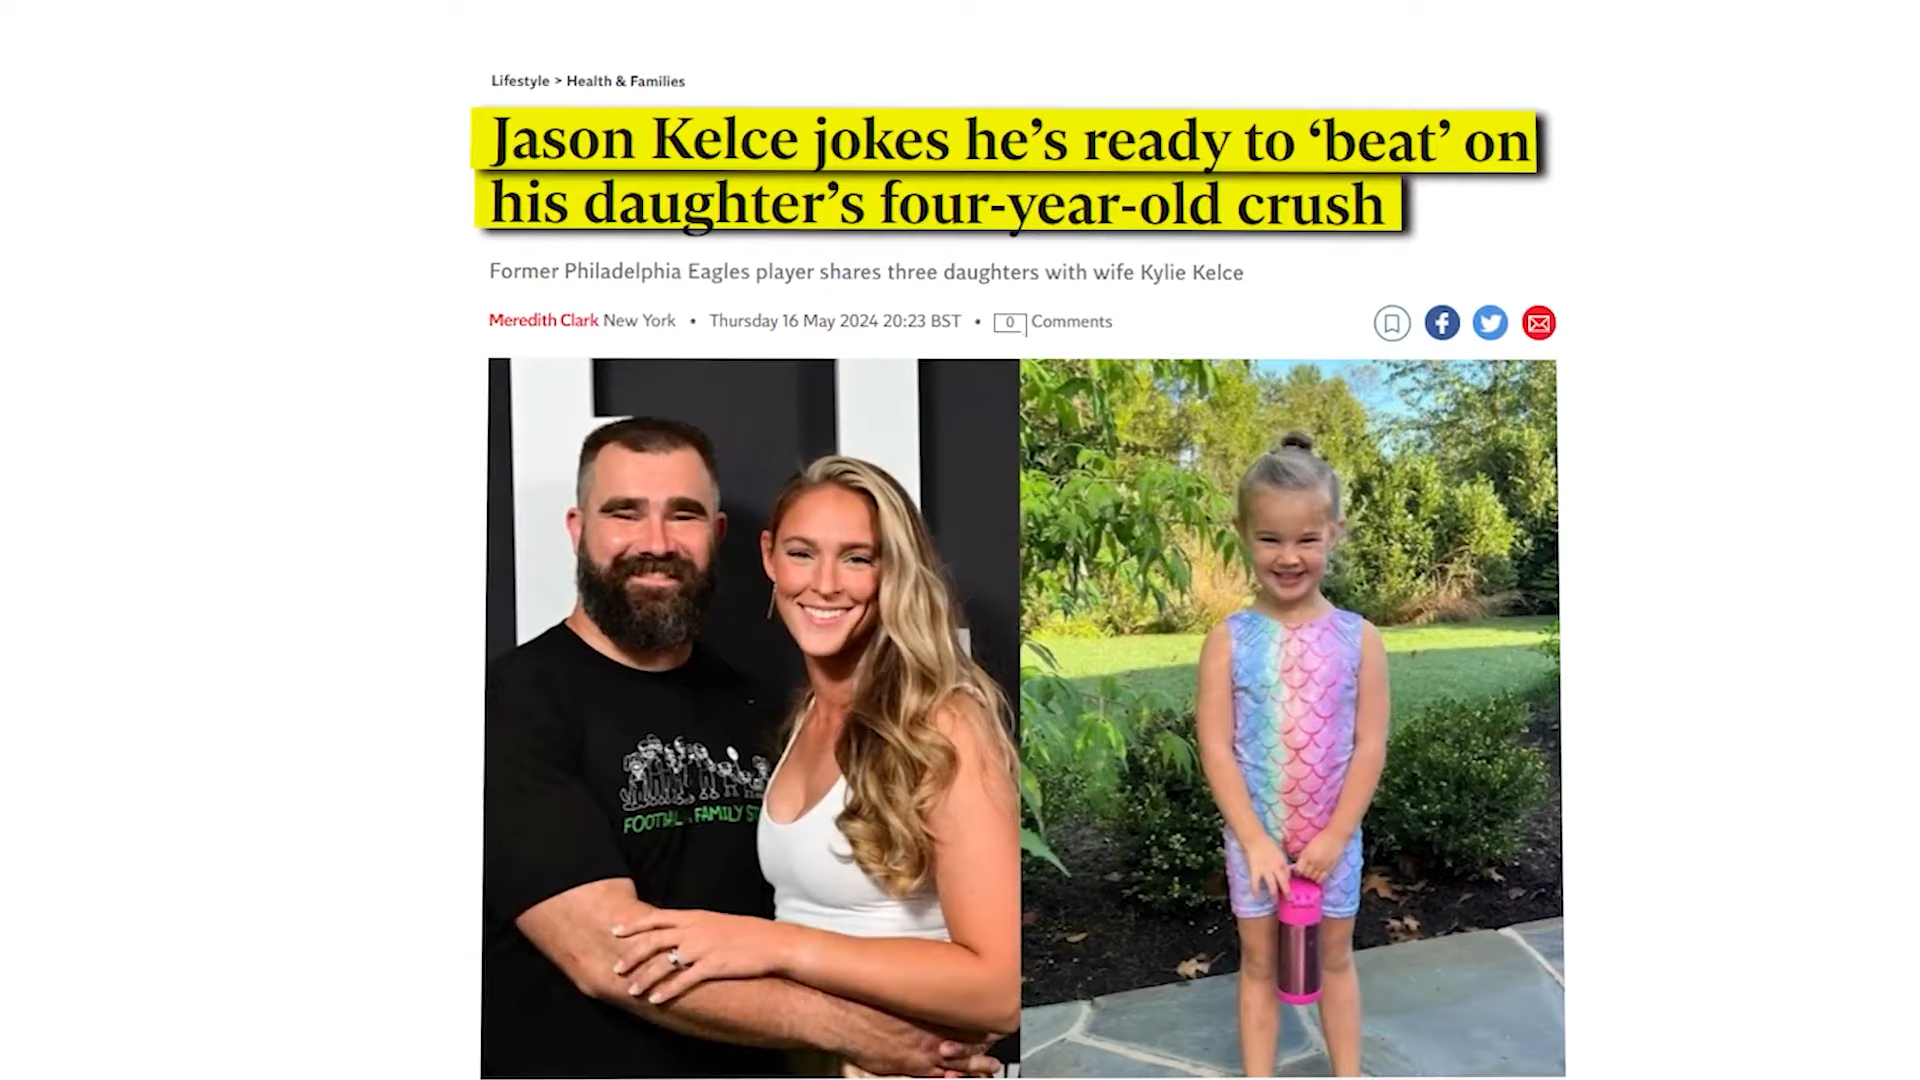 Lifestyle > Health & Families
Jason Kelce jokes he’s ready to ‘beat’ on
his daughter’s four-year-old crush
Former Philadelphia Eagles player shares three daughters with wife Kylie Kelce
Meredith Clark New York • Thursday 16 May 2024 20:23 BST • 0 Comments
FAMILY